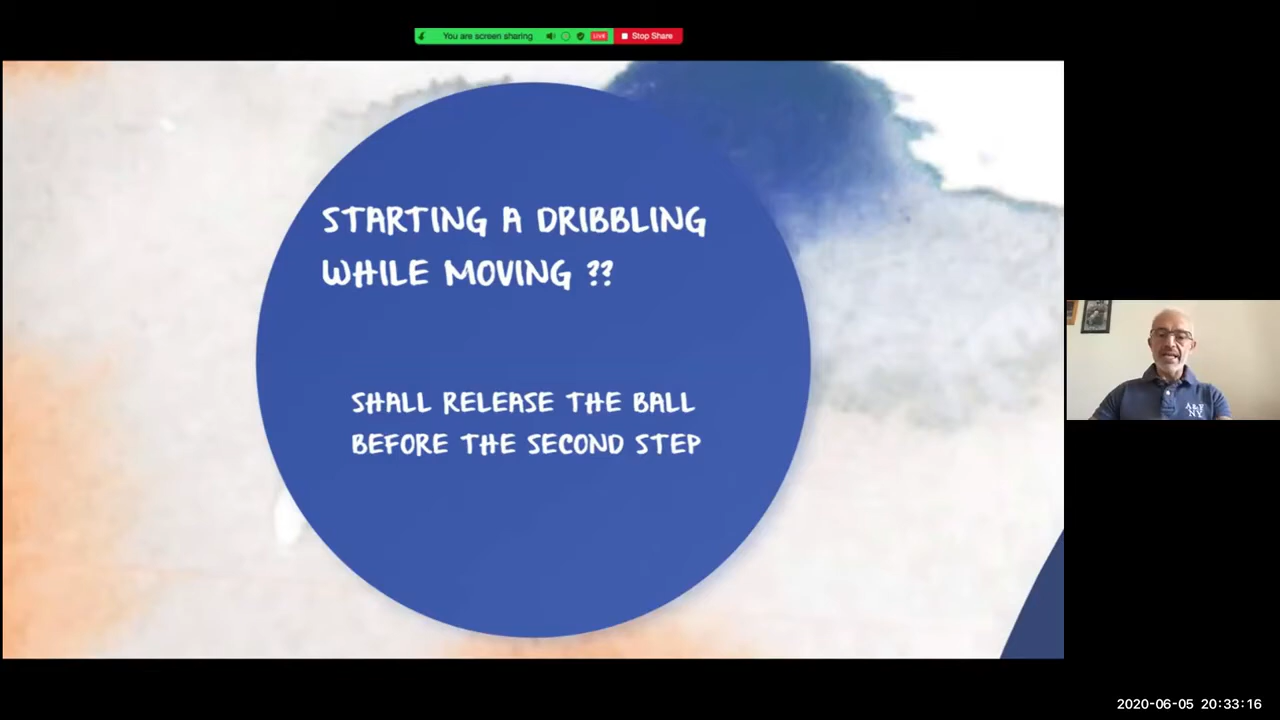 You are screen sharing LIVE Stop Share
STARTING A DRIBBLING
WHILE MOVING ??
SHALL RELEASE THE BALL
BEFORE THE SECOND STEP
2020-06-05 20:33:16